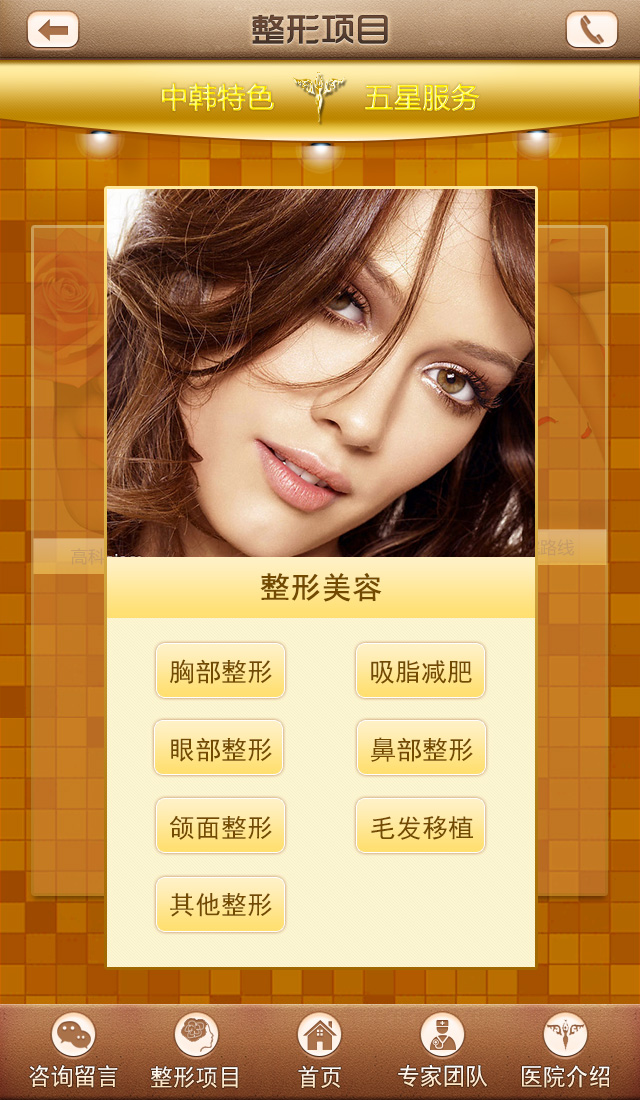 整形项目
中韩特色 五星服务
高科
路线
整形美容
胸部整形 吸脂减肥
眼部整形 鼻部整形
颌面整形 毛发移植
其他整形
咨询留言 整形项目 首页 专家团队 医院介绍